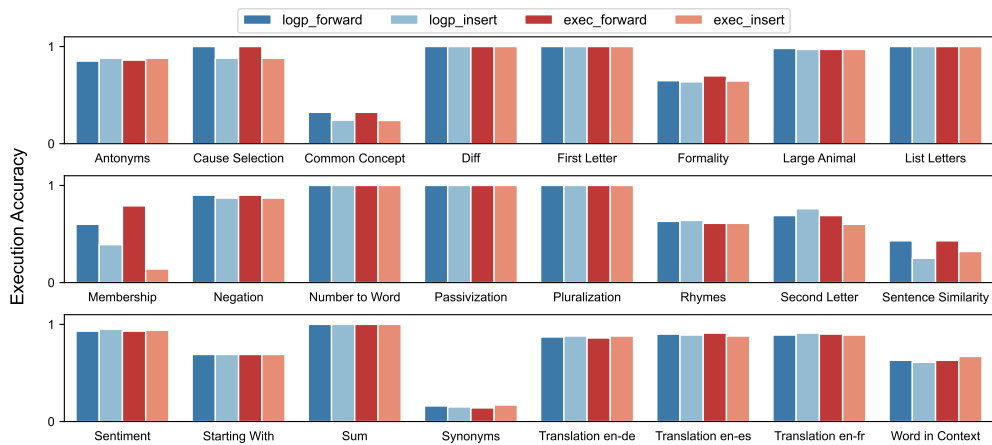 logp_forward logp_insert exec_forward exec_insert
Execution Accuracy
1
0
Antonyms Cause Selection Common Concept Diff First Letter Formality Large Animal List Letters
1
0
Membership Negation Number to Word Passivization Pluralization Rhymes Second Letter Sentence Similarity
1
0
Sentiment Starting With Sum Synonyms Translation en-de Translation en-es Translation en-fr Word in Context